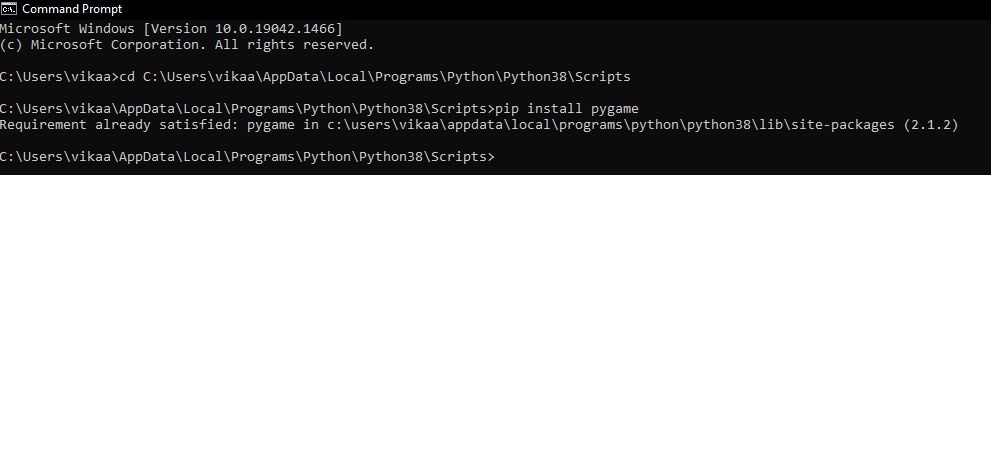 Command Prompt
Microsoft Windows [Version 10.0.19042.1466]
(c) Microsoft Corporation. All rights reserved.
C:\Users\vikaa>cd C:\Users\vikaa\AppData\Local\Programs\Python\Python38\Scripts
C:\Users\vikaa\AppData\Local\Programs\Python\Python38\Scripts>pip install pygame
Requirement already satisfied: pygame in c:\users\vikaa\appdata\local\programs\python\python38\lib\site-packages (2.1.2)
C:\Users\vikaa\AppData\Local\Programs\Python\Python38\Scripts>